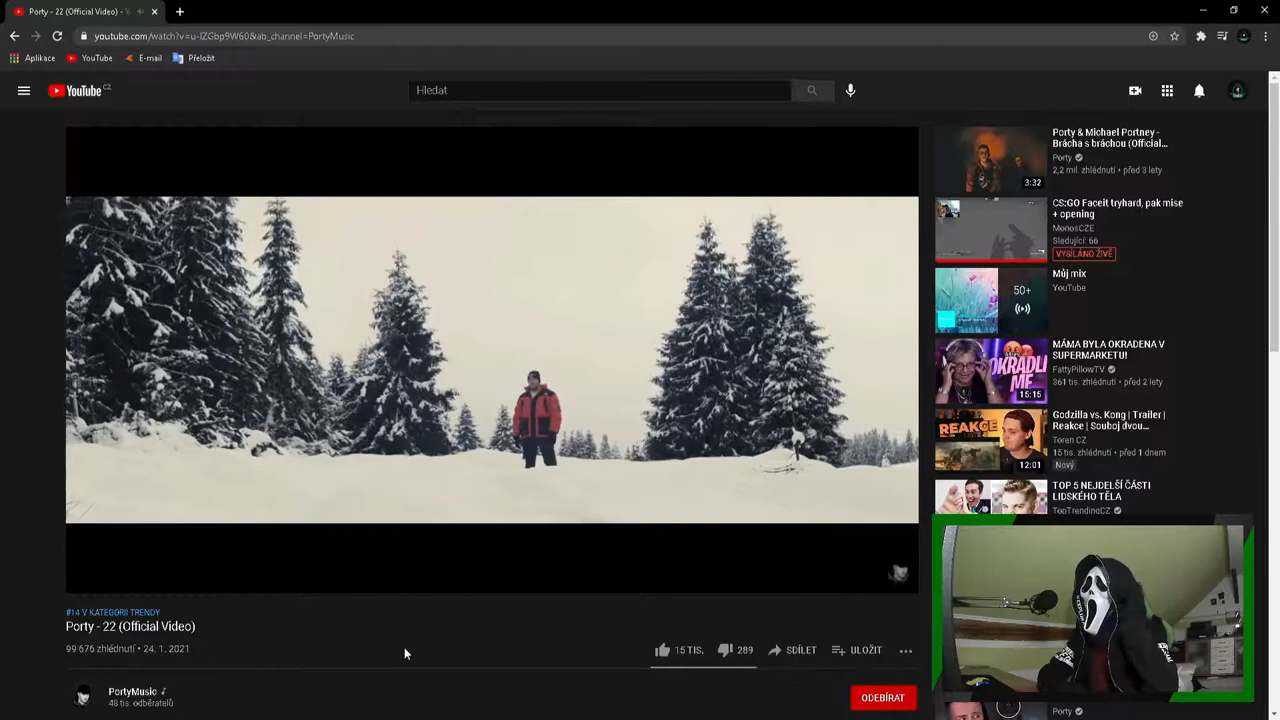 Porty - 22 (Official Video) - Y
youtube.com/watch?v=u-IZGbp9W60&ab_channel=PortyMusic
Aplikace
YouTube
E-mail
Přeložit
YouTube CZ
Hledat
Porty & Michael Portney -
Brácha s bráchou (Official...
Porty
2,2 mil. zhlédnutí • před 3 lety
3:32
CS:GO Faceit tryhard, pak mise
+ opening
MonosCZE
Sledující: 66
VYSÍLÁNO ŽIVĚ
50+
Můj mix
YouTube
OKRADLI
MĚ
15:15
MÁMA BYLA OKRADENA V
SUPERMARKETU!
FattyPillowTV
361 tis. zhlédnutí • před 2 lety
REAKCE
12:01
Godzilla vs. Kong | Trailer |
Reakce | Souboj dvou...
Toren CZ
15 tis. zhlédnutí • před 1 dnem
Nový
TOP 5 NEJDELŠÍ ČÁSTI
LIDSKÉHO TĚLA
TopTrendingCZ
#14 V KATEGORII TRENDY
Porty - 22 (Official Video)
99 676 zhlédnutí • 24. 1. 2021
15 TIS.
289
SDÍLET
ULOŽIT
PortyMusic
48 tis. odběratelů
ODEBÍRAT
Porty